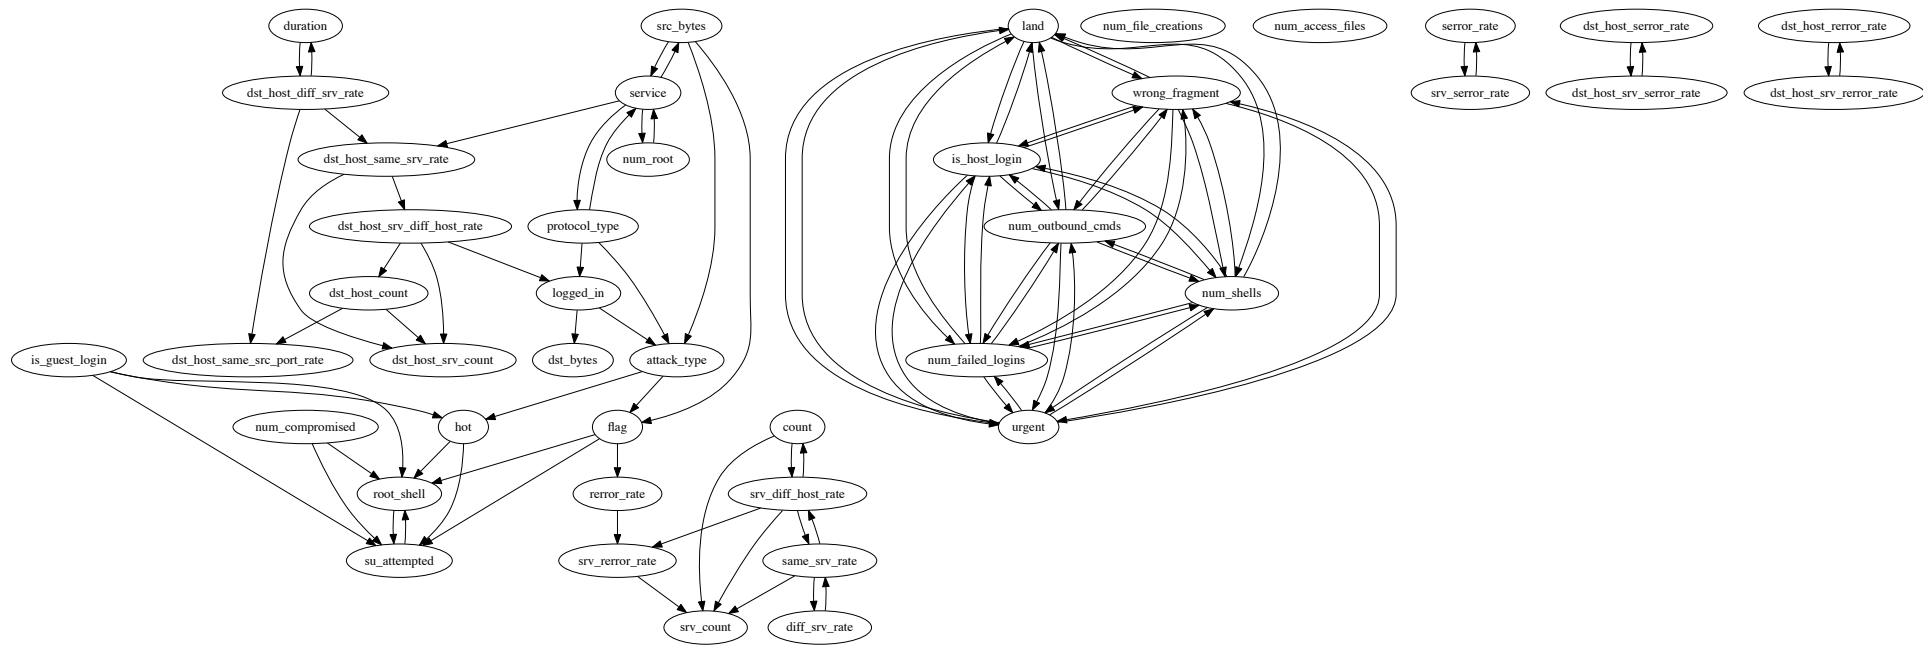 duration
src_bytes
land
num_file_creations
num_access_files
serror_rate
dst_host_serror_rate
dst_host_rerror_rate
dst_host_diff_srv_rate
service
wrong_fragment
srv_serror_rate
dst_host_srv_serror_rate
dst_host_srv_rerror_rate
dst_host_same_srv_rate
num_root
is_host_login
dst_host_srv_diff_host_rate
protocol_type
num_outbound_cmds
dst_host_count
logged_in
num_shells
is_guest_login
dst_host_same_src_port_rate
dst_host_srv_count
dst_bytes
attack_type
num_failed_logins
num_compromised
hot
flag
count
urgent
root_shell
rerror_rate
srv_diff_host_rate
su_attempted
srv_rerror_rate
same_srv_rate
srv_count
diff_srv_rate